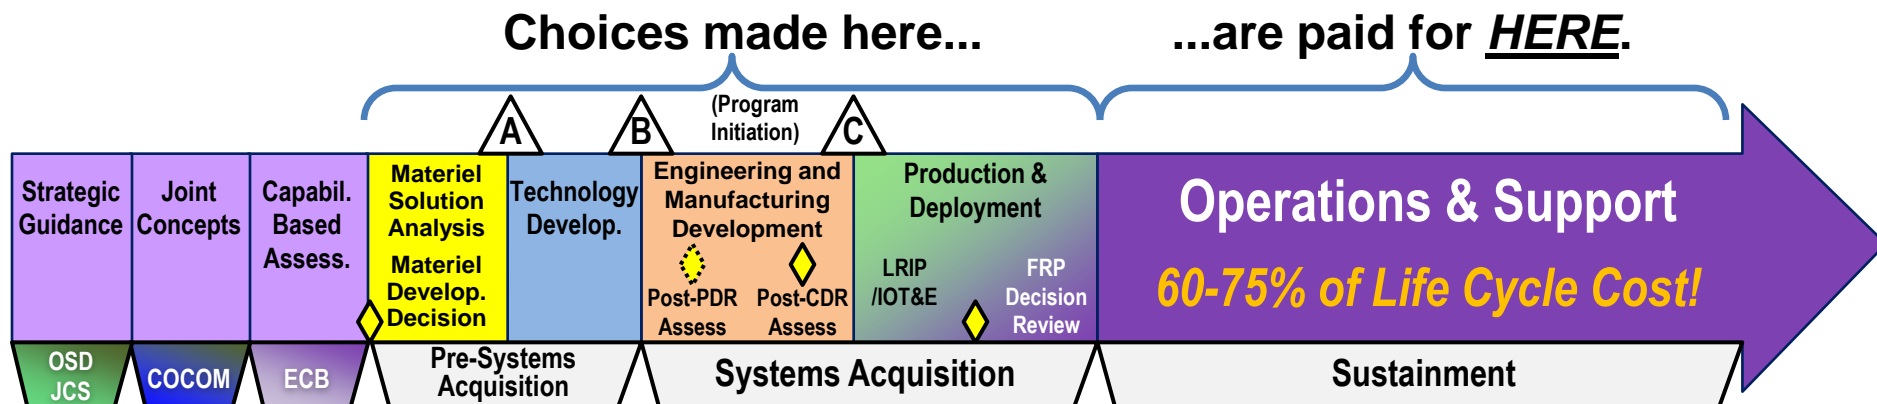 Choices made here...
...are paid for HERE.
A
B
(Program
Initiation)
C
Strategic
Guidance
Joint
Concepts
Capabil.
Based
Assess.
Materiel
Solution
Analysis
Materiel
Develop.
Decision
Technology
Develop.
Engineering and
Manufacturing
Development
Post-PDR
Assess
Post-CDR
Assess
Production &
Deployment
LRIP
/IOT&E
FRP
Decision
Review
Operations & Support
60-75% of Life Cycle Cost!
OSD
JCS
COCOM
ECB
Pre-Systems
Acquisition
Systems Acquisition
Sustainment